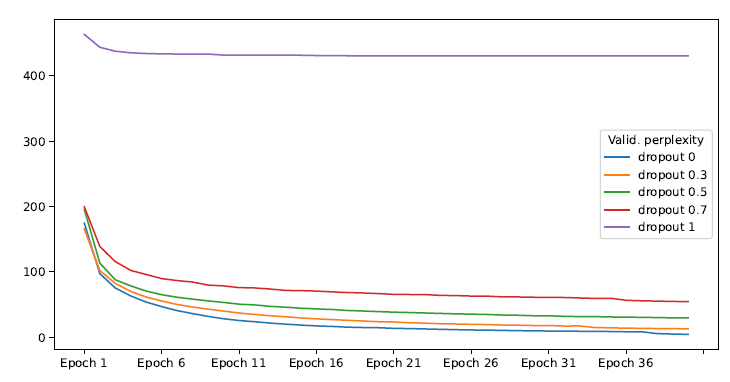 400
300
200
100
0
Valid. perplexity
dropout 0
dropout 0.3
dropout 0.5
dropout 0.7
dropout 1
Epoch 1 Epoch 6 Epoch 11 Epoch 16 Epoch 21 Epoch 26 Epoch 31 Epoch 36